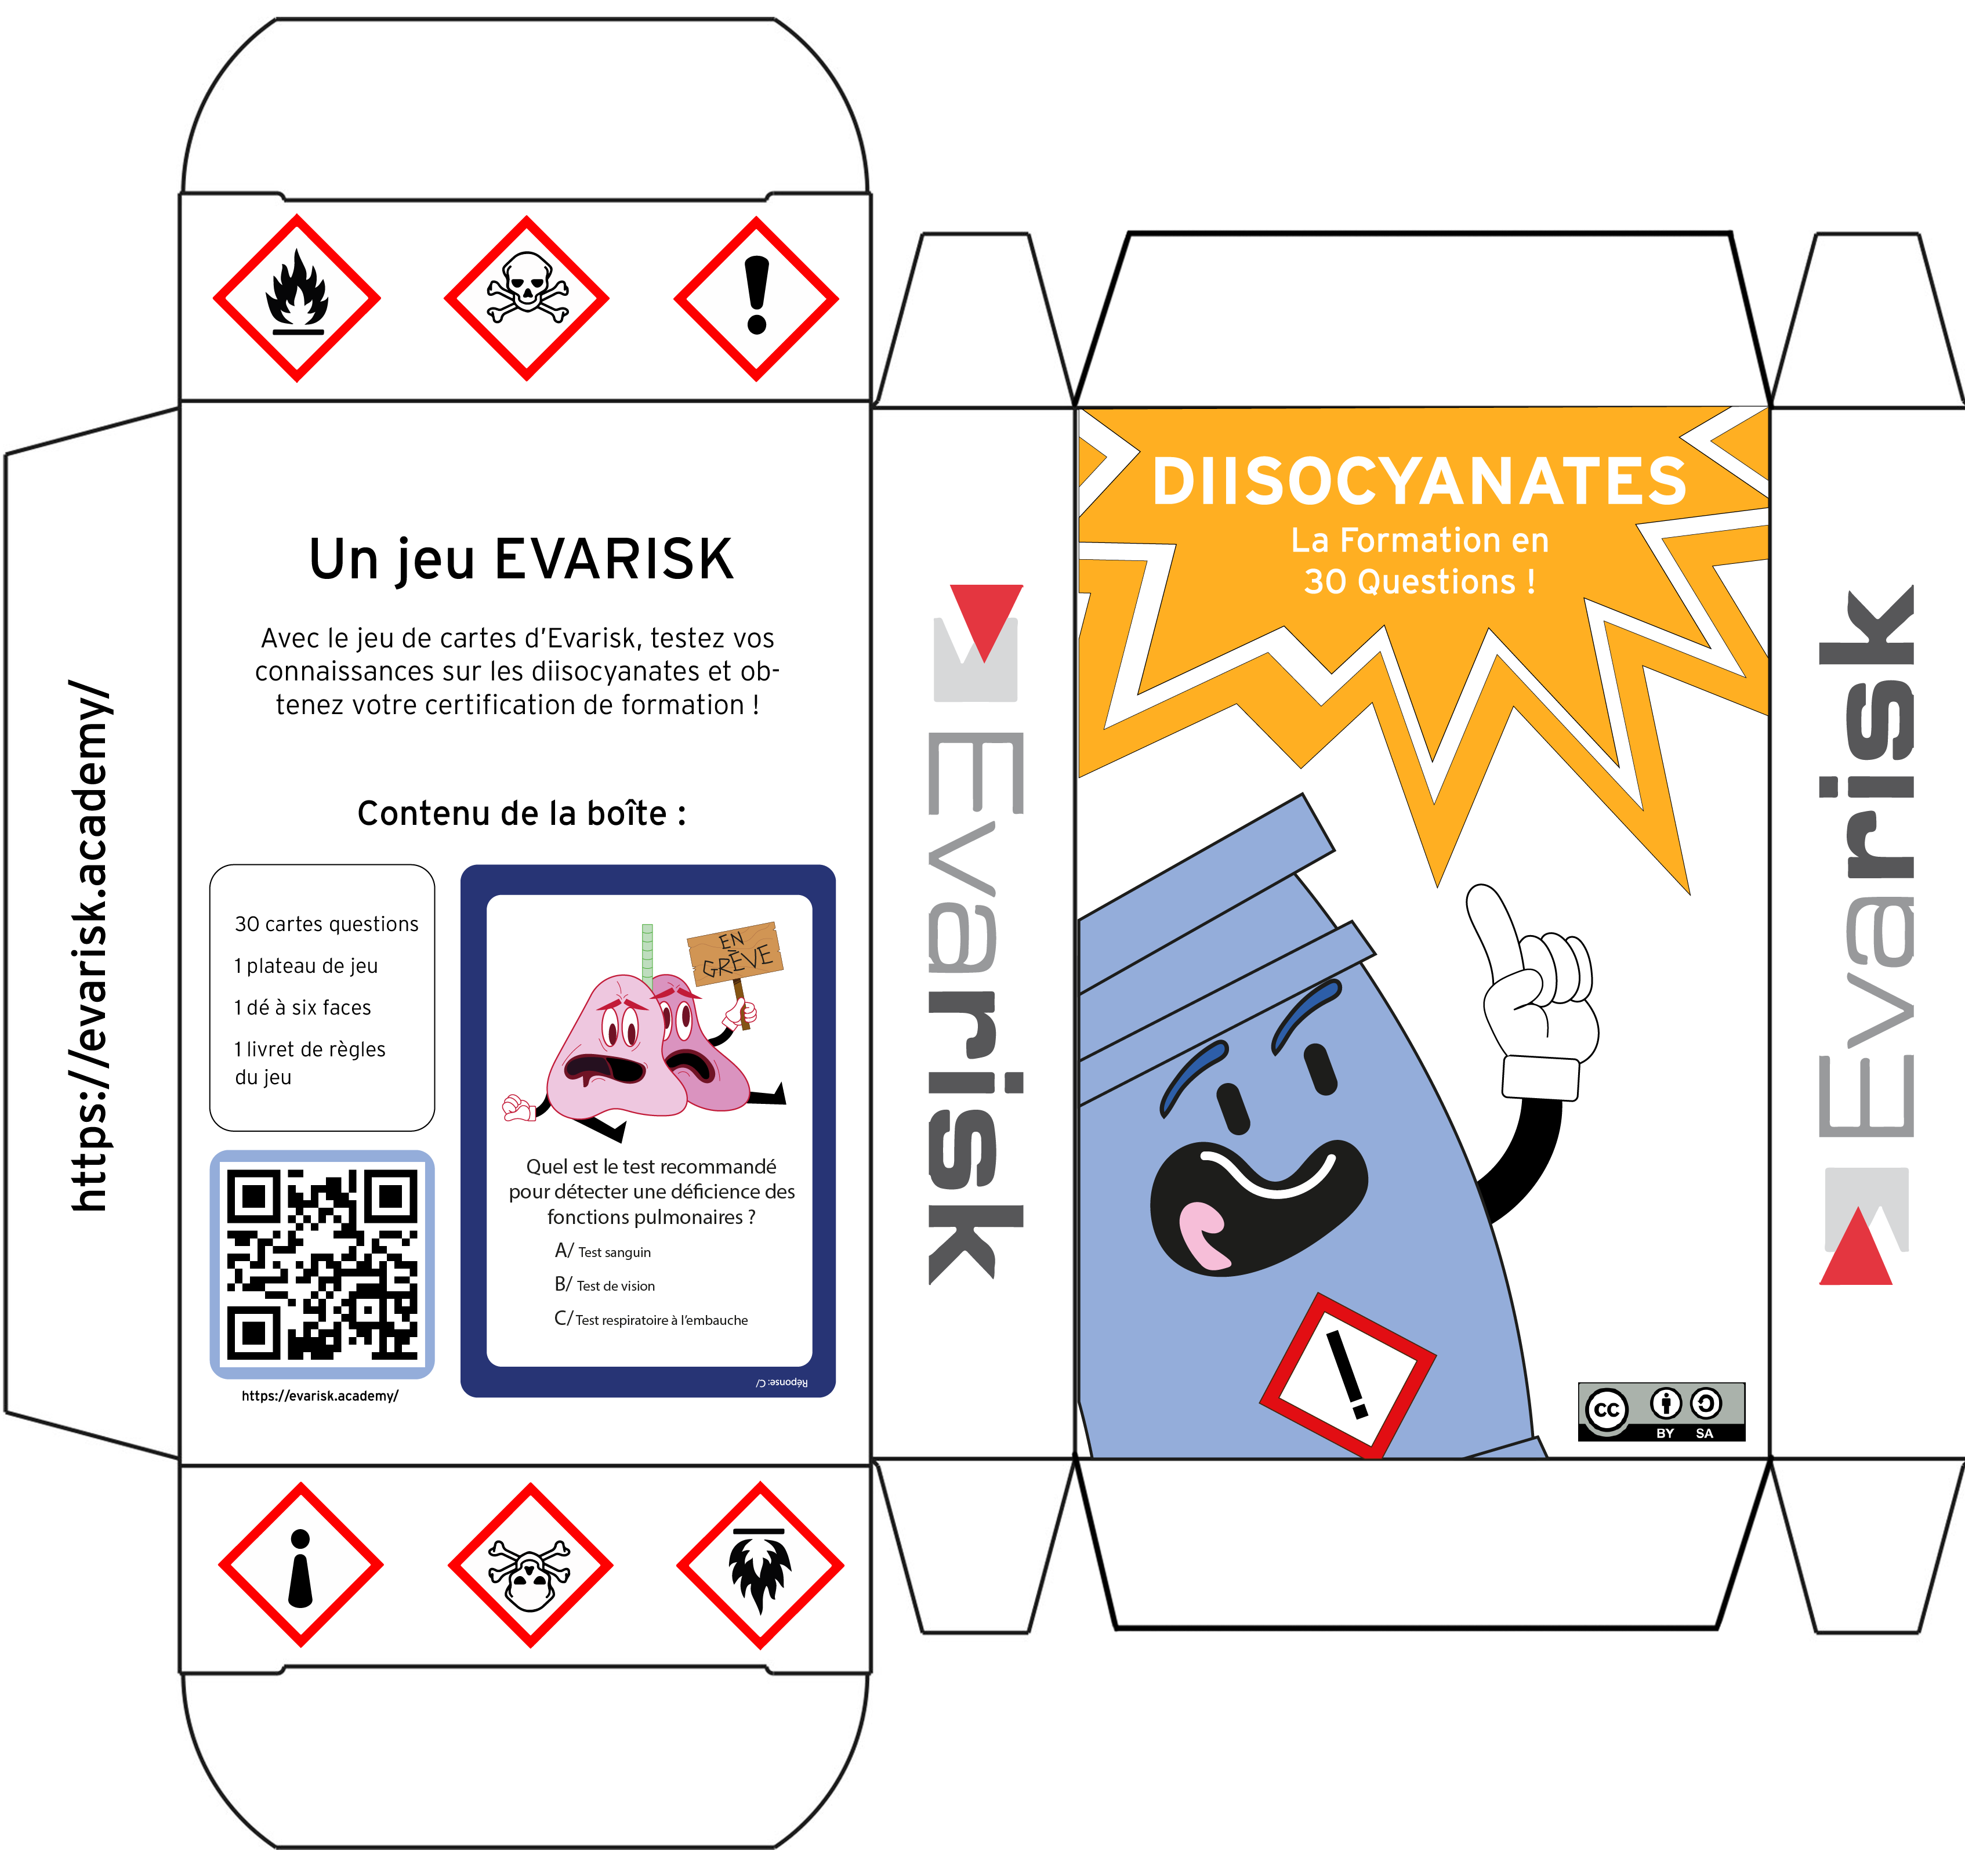 https://evarisk.academy/
Un jeu EVARISK
Avec le jeu de cartes d'Evarisk, testez vos
connaissances sur les diisocyanates et ob-
tenez votre certification de formation !
Contenu de la boîte :
30 cartes questions
1 plateau de jeu
1 dé à six faces
1 livret de règles
du jeu
https://evarisk.academy/
EN
GRÈVE
Quel est le test recommandé
pour détecter une déficience des
fonctions pulmonaires ?
A/ Test sanguin
B/ Test de vision
C/ Test respiratoire à l'embauche
Réponse: C/
Evarisk
DIISOCYANATES
La Formation en
30 Questions !
cc
BY SA
Evarisk